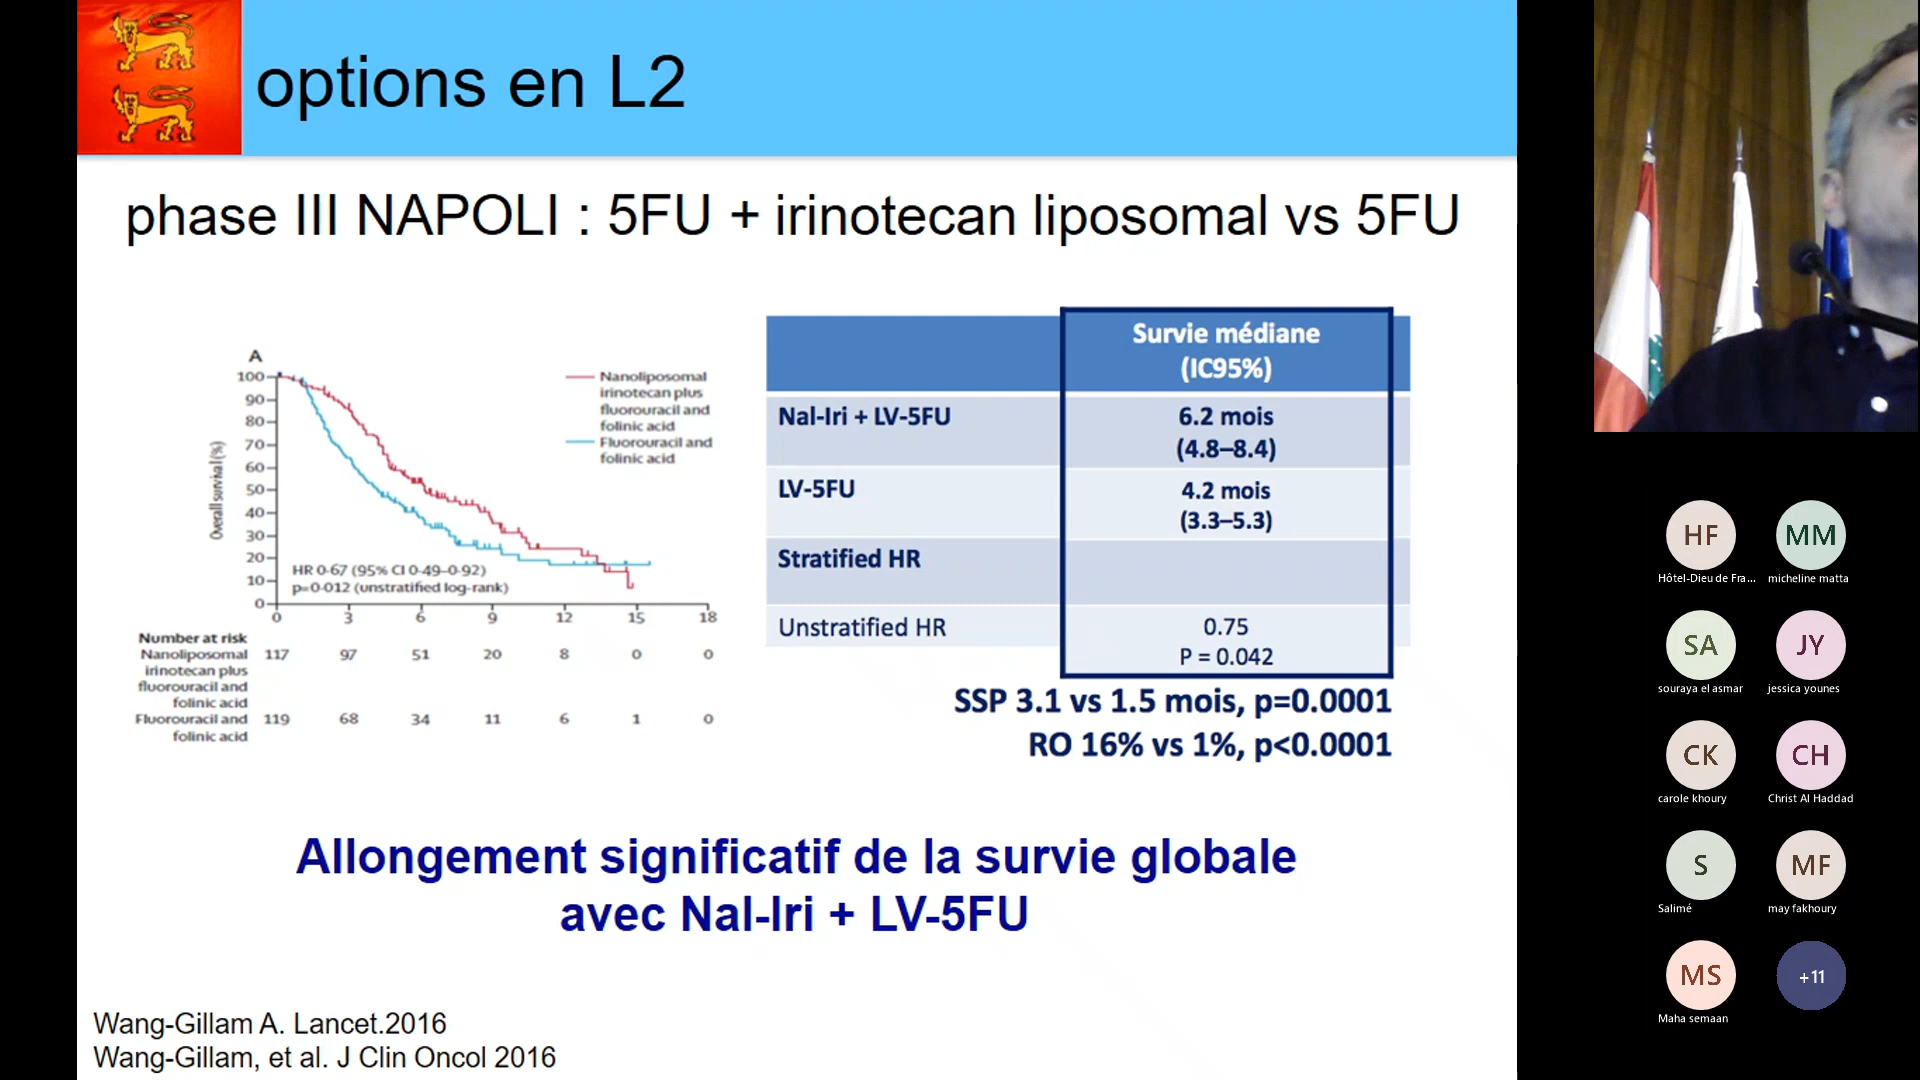 options en L2
phase III NAPOLI : 5FU + irinotecan liposomal vs 5FU
A
100
90
80
70
60
50
40
30
20
10
0
Overall survival (%)
Nanoliposomal
irinotecan plus
fluorouracil and
folinic acid
Fluorouracil and
folinic acid
HR 0·67 (95% CI 0·49–0·92)
p=0·012 (unstratified log-rank)
0 3 6 9 12 15 18
Number at risk
Nanoliposomal 117 97 51 20 8 0 0
irinotecan plus
fluorouracil and
folinic acid
Fluorouracil and 119 68 34 11 6 1 0
folinic acid
Survie médiane
(IC95%)
Nal-Iri + LV-5FU 6.2 mois
(4.8–8.4)
LV-5FU 4.2 mois
(3.3–5.3)
Stratified HR
Unstratified HR 0.75
P = 0.042
SSP 3.1 vs 1.5 mois, p=0.0001
RO 16% vs 1%, p<0.0001
Allongement significatif de la survie globale
avec Nal-Iri + LV-5FU
Wang-Gillam A. Lancet.2016
Wang-Gillam, et al. J Clin Oncol 2016
HF MM
Hôtel-Dieu de Fra... micheline matta
SA JY
souraya el asmar jessica younes
CK CH
carole khoury Christ Al Haddad
S MF
Salimé may fakhoury
MS +11
Maha semaan